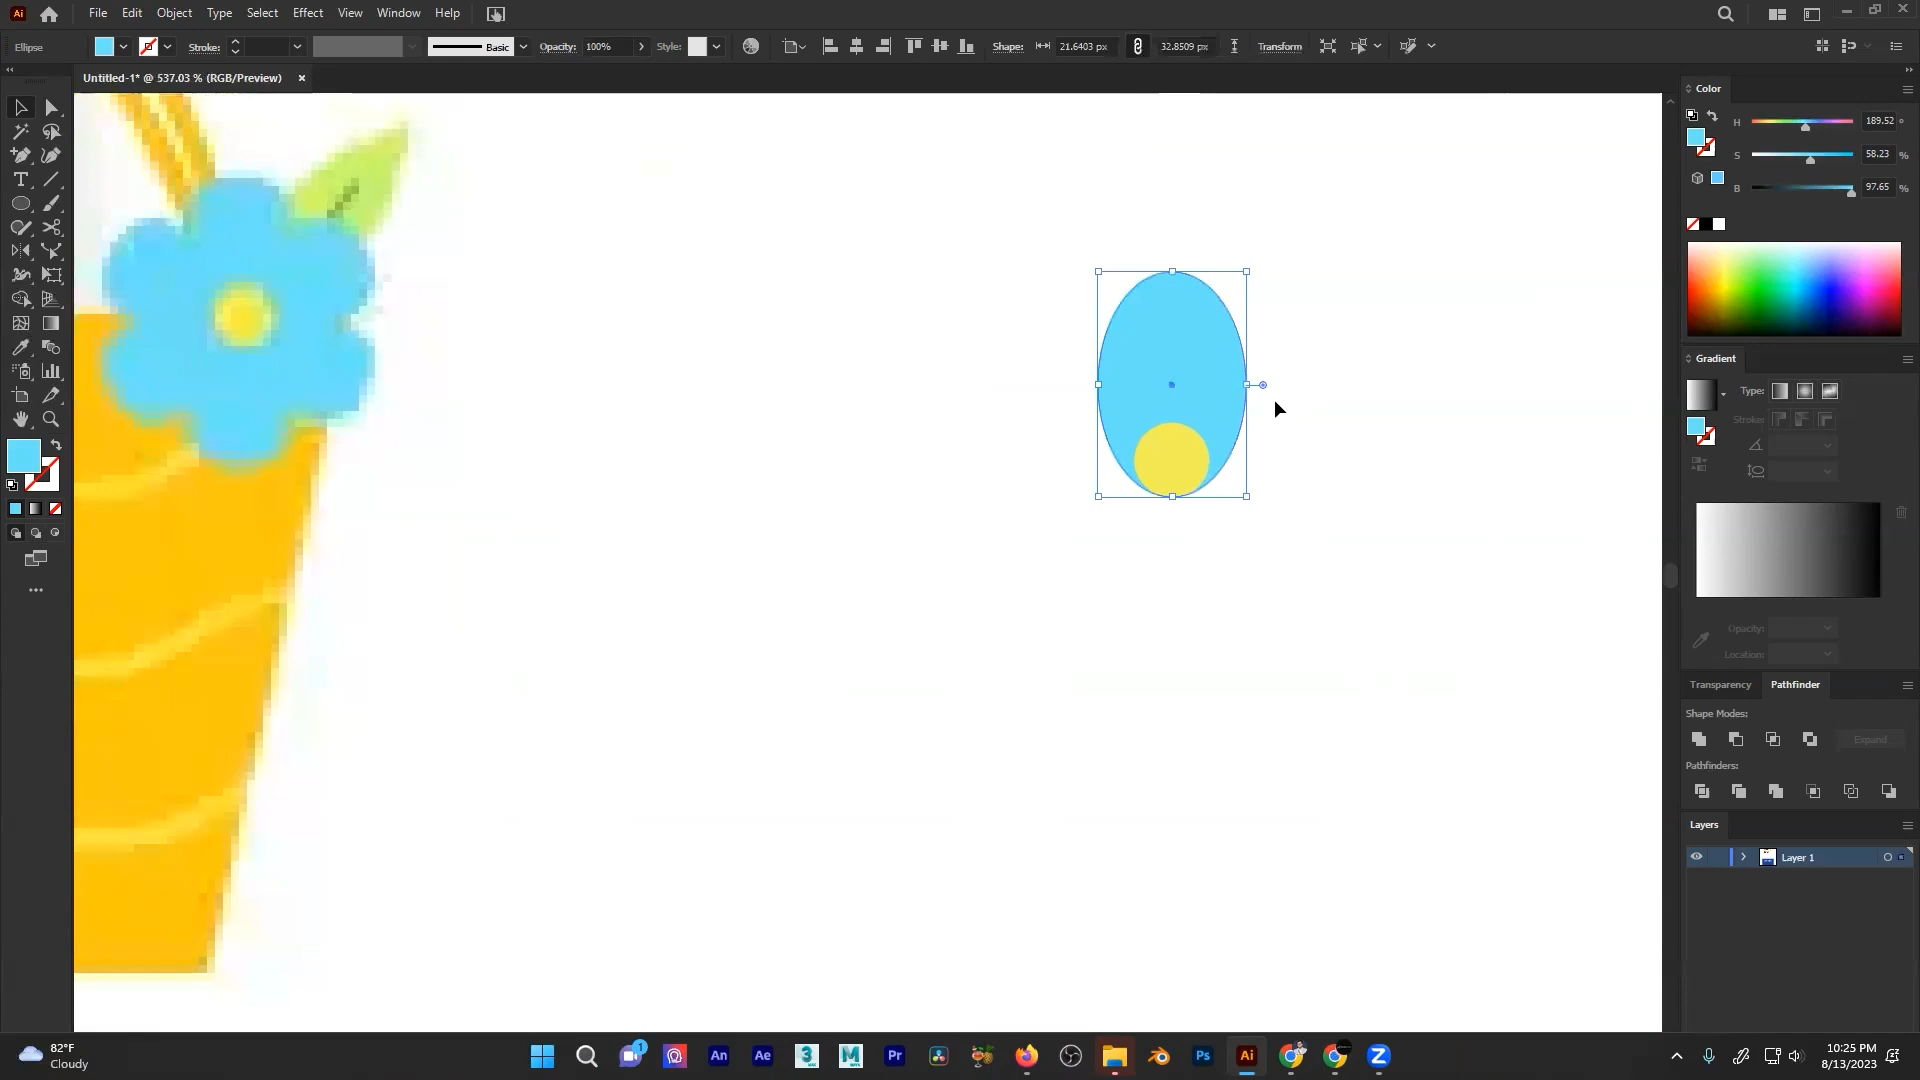 Ai File Edit Object Type Select Effect View Window Help
Ellipse Stroke: Basic Opacity: 100% Style: Shape: 21.6403 px 32.8509 px Transform
Untitled-1* @ 537.03 % (RGB/Preview)
Color
H 189.52 °
S 58.23 %
B 97.65 %
Gradient
Type:
Stroke:
Opacity:
Location:
Transparency Pathfinder
Shape Modes:
Expand
Pathfinders:
Layers
Layer 1
82°F
Cloudy
1 An Ae 3 M Pr Ps Ai Z
10:25 PM
8/13/2023